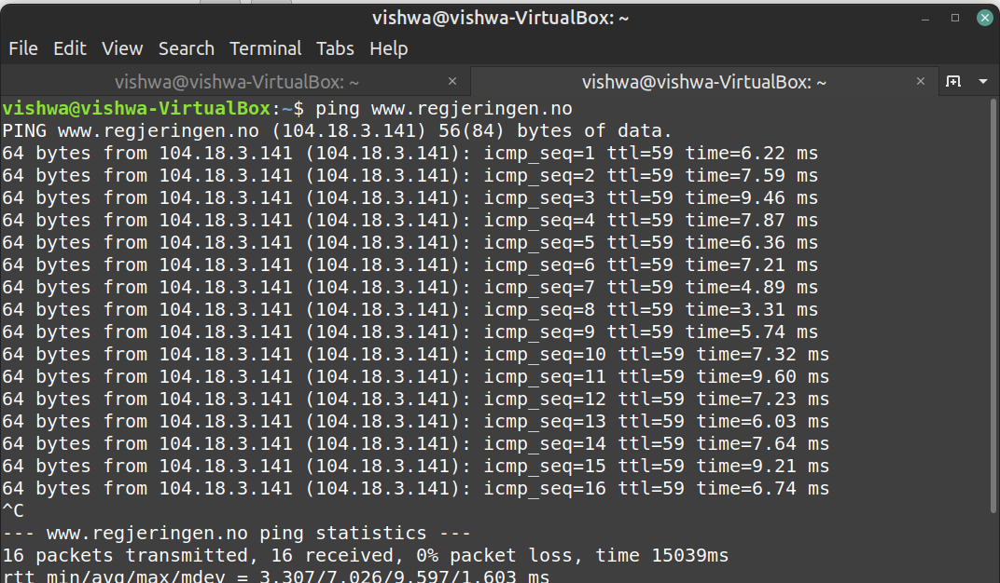 vishwa@vishwa-VirtualBox: ~
File Edit View Search Terminal Tabs Help
vishwa@vishwa-VirtualBox: ~ × vishwa@vishwa-VirtualBox: ~ ×
vishwa@vishwa-VirtualBox:~$ ping www.regjeringen.no
PING www.regjeringen.no (104.18.3.141) 56(84) bytes of data.
64 bytes from 104.18.3.141 (104.18.3.141): icmp_seq=1 ttl=59 time=6.22 ms
64 bytes from 104.18.3.141 (104.18.3.141): icmp_seq=2 ttl=59 time=7.59 ms
64 bytes from 104.18.3.141 (104.18.3.141): icmp_seq=3 ttl=59 time=9.46 ms
64 bytes from 104.18.3.141 (104.18.3.141): icmp_seq=4 ttl=59 time=7.87 ms
64 bytes from 104.18.3.141 (104.18.3.141): icmp_seq=5 ttl=59 time=6.36 ms
64 bytes from 104.18.3.141 (104.18.3.141): icmp_seq=6 ttl=59 time=7.21 ms
64 bytes from 104.18.3.141 (104.18.3.141): icmp_seq=7 ttl=59 time=4.89 ms
64 bytes from 104.18.3.141 (104.18.3.141): icmp_seq=8 ttl=59 time=3.31 ms
64 bytes from 104.18.3.141 (104.18.3.141): icmp_seq=9 ttl=59 time=5.74 ms
64 bytes from 104.18.3.141 (104.18.3.141): icmp_seq=10 ttl=59 time=7.32 ms
64 bytes from 104.18.3.141 (104.18.3.141): icmp_seq=11 ttl=59 time=9.60 ms
64 bytes from 104.18.3.141 (104.18.3.141): icmp_seq=12 ttl=59 time=7.23 ms
64 bytes from 104.18.3.141 (104.18.3.141): icmp_seq=13 ttl=59 time=6.03 ms
64 bytes from 104.18.3.141 (104.18.3.141): icmp_seq=14 ttl=59 time=7.64 ms
64 bytes from 104.18.3.141 (104.18.3.141): icmp_seq=15 ttl=59 time=9.21 ms
64 bytes from 104.18.3.141 (104.18.3.141): icmp_seq=16 ttl=59 time=6.74 ms
^C
--- www.regjeringen.no ping statistics ---
16 packets transmitted, 16 received, 0% packet loss, time 15039ms
rtt min/avg/max/mdev = 3.307/7.026/9.597/1.603 ms